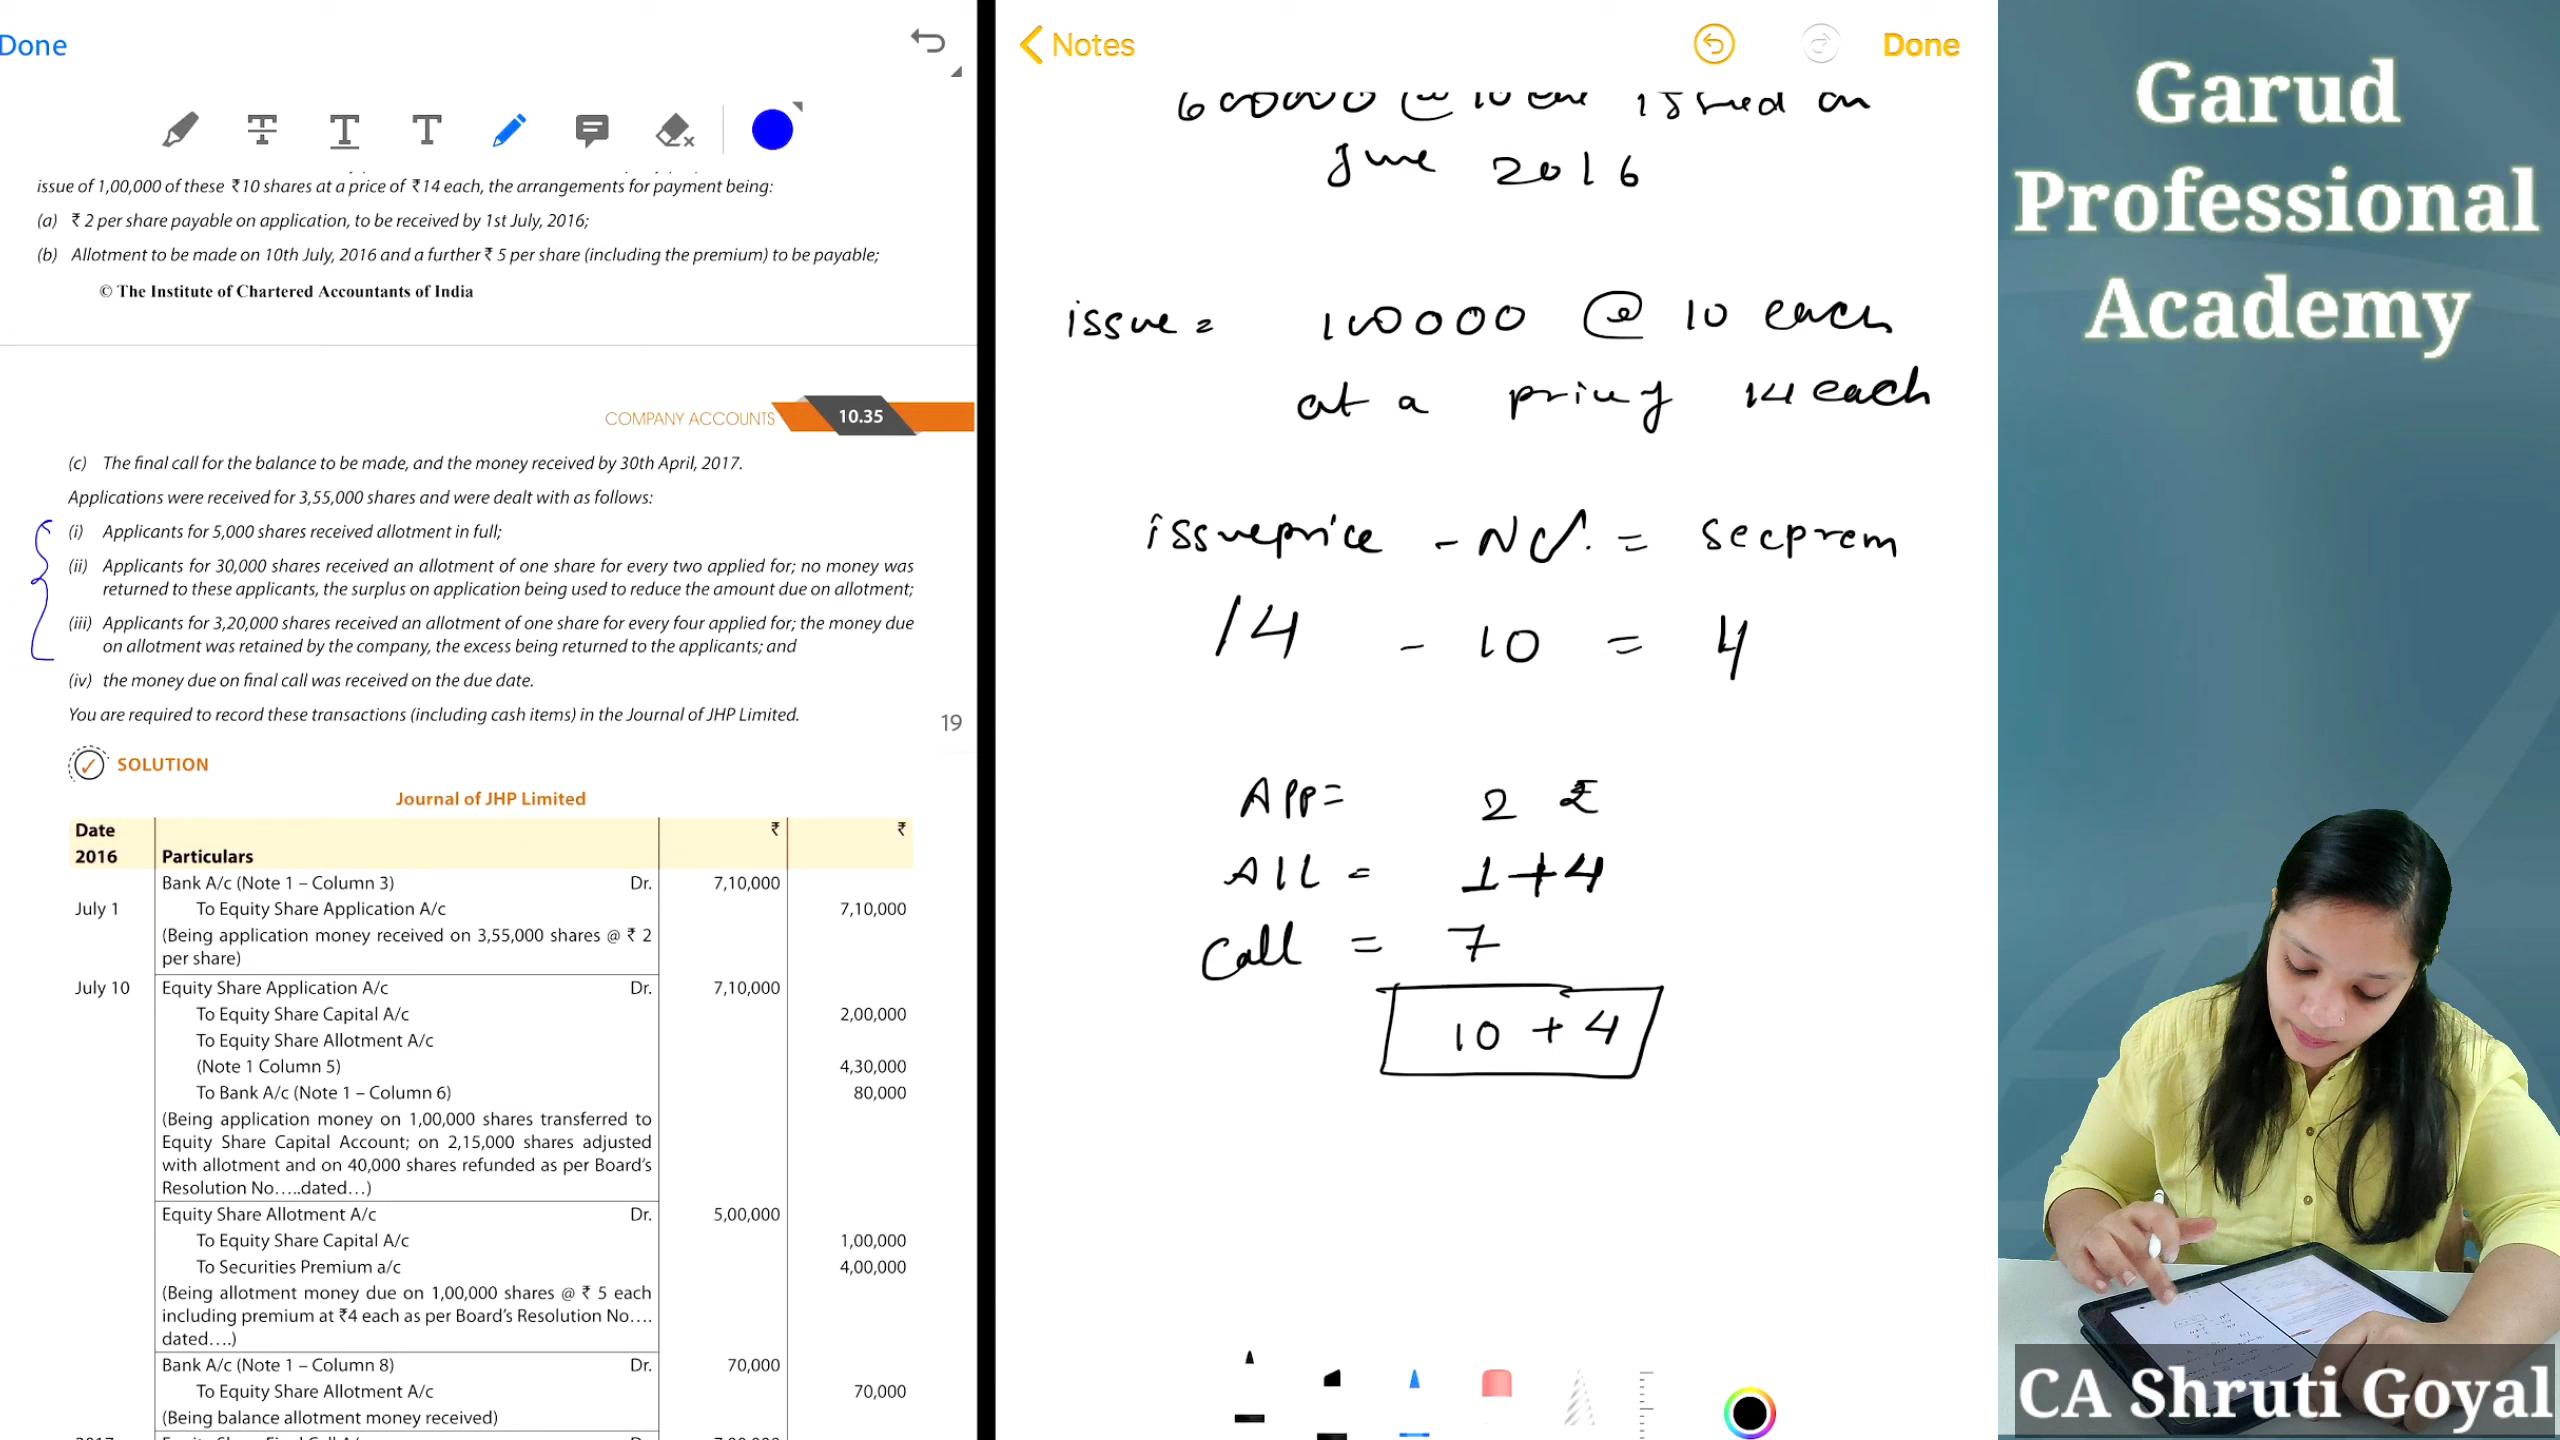 Done
issue of 1,00,000 of these ₹10 shares at a price of ₹14 each, the arrangements for payment being:
(a) ₹ 2 per share payable on application, to be received by 1st July, 2016;
(b) Allotment to be made on 10th July, 2016 and a further ₹ 5 per share (including the premium) to be payable;
© The Institute of Chartered Accountants of India
COMPANY ACCOUNTS 10.35
(c) The final call for the balance to be made, and the money received by 30th April, 2017.
Applications were received for 3,55,000 shares and were dealt with as follows:
(i) Applicants for 5,000 shares received allotment in full;
(ii) Applicants for 30,000 shares received an allotment of one share for every two applied for; no money was
returned to these applicants, the surplus on application being used to reduce the amount due on allotment;
(iii) Applicants for 3,20,000 shares received an allotment of one share for every four applied for; the money due
on allotment was retained by the company, the excess being returned to the applicants; and
(iv) the money due on final call was received on the due date.
You are required to record these transactions (including cash items) in the Journal of JHP Limited.
19
SOLUTION
Journal of JHP Limited
Date ₹ ₹
2016 Particulars
Bank A/c (Note 1 – Column 3) Dr. 7,10,000
July 1 To Equity Share Application A/c 7,10,000
(Being application money received on 3,55,000 shares @ ₹ 2
per share)
July 10 Equity Share Application A/c Dr. 7,10,000
To Equity Share Capital A/c 2,00,000
To Equity Share Allotment A/c
(Note 1 Column 5) 4,30,000
To Bank A/c (Note 1 – Column 6) 80,000
(Being application money on 1,00,000 shares transferred to
Equity Share Capital Account; on 2,15,000 shares adjusted
with allotment and on 40,000 shares refunded as per Board's
Resolution No…..dated…)
Equity Share Allotment A/c Dr. 5,00,000
To Equity Share Capital A/c 1,00,000
To Securities Premium a/c 4,00,000
(Being allotment money due on 1,00,000 shares @ ₹ 5 each
including premium at ₹4 each as per Board's Resolution No….
dated….)
Bank A/c (Note 1 – Column 8) Dr. 70,000
To Equity Share Allotment A/c 70,000
(Being balance allotment money received)
Notes
Done
600000 @ 10 issued on
June 2016
issue = 100000 @ 10 each
at a price of 14 each
issueprice - NV. = secprem
14 - 10 = 4
APP = 2 ₹
All = 1+4
Call = 7
10 + 4
Garud
Professional
Academy
CA Shruti Goyal